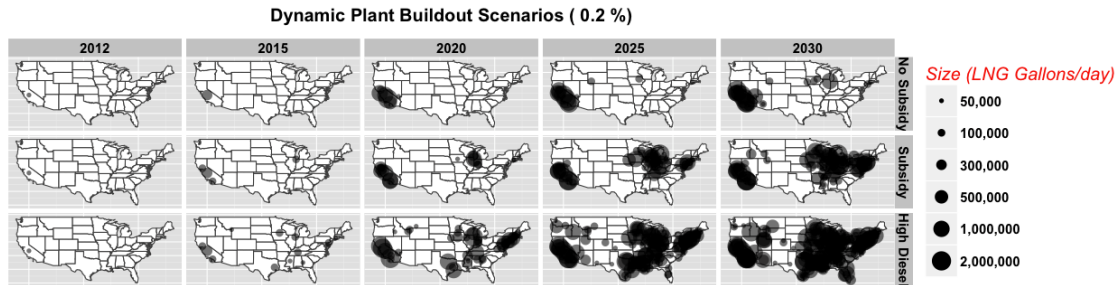 Dynamic Plant Buildout Scenarios ( 0.2 %)
2012
2015
2020
2025
2030
No Subsidy
Subsidy
High Diesel
Size (LNG Gallons/day)
50,000
100,000
300,000
500,000
1,000,000
2,000,000